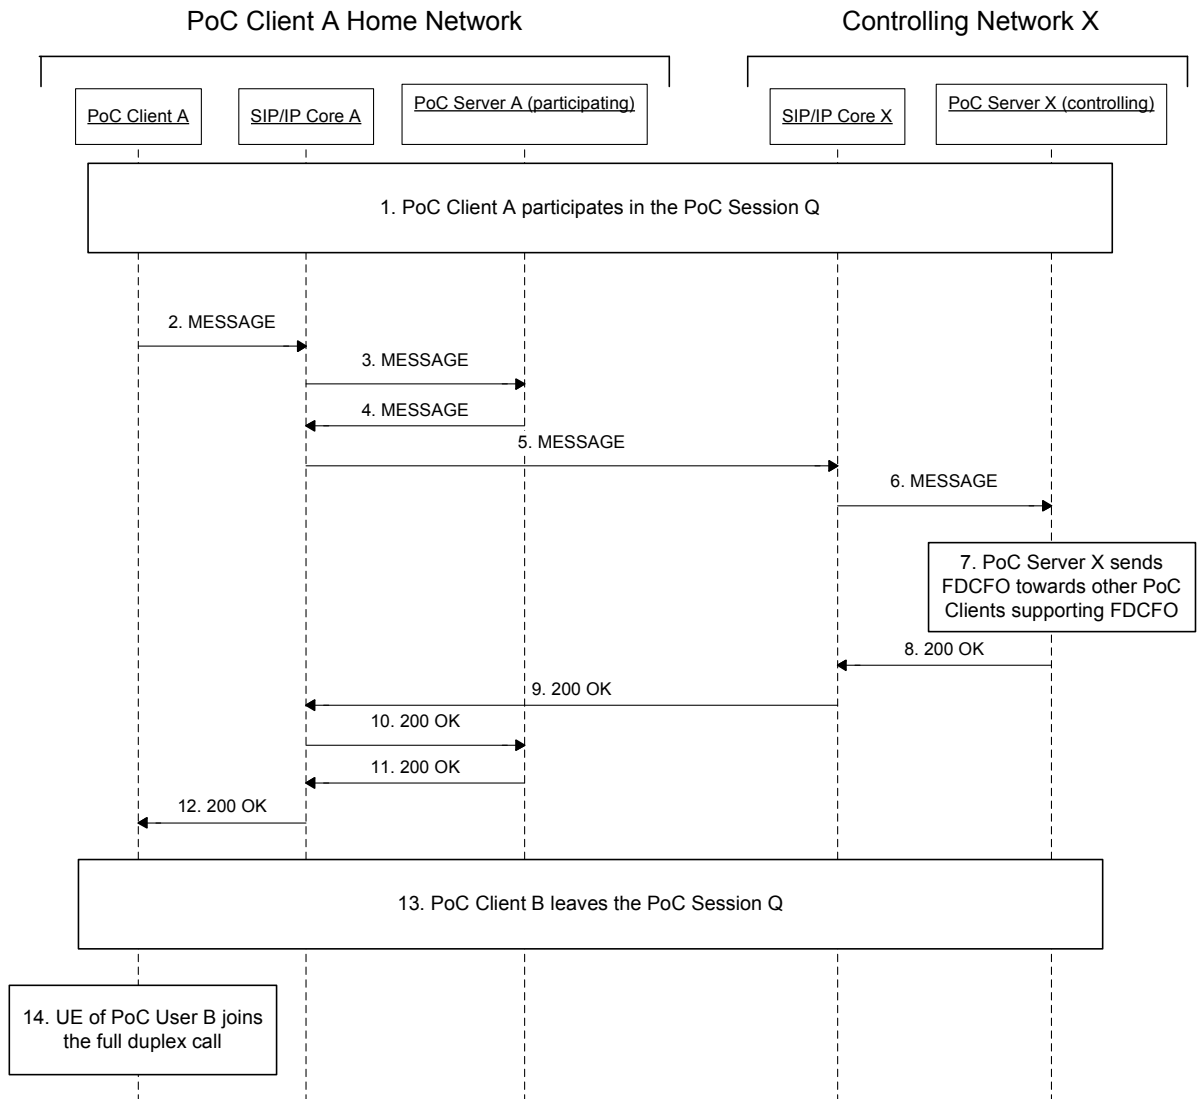 PoC Client A Home Network
Controlling Network X
PoC Client A
SIP/IP Core A
PoC Server A (participating)
SIP/IP Core X
PoC Server X (controlling)
1. PoC Client A participates in the PoC Session Q
2. MESSAGE
3. MESSAGE
4. MESSAGE
5. MESSAGE
6. MESSAGE
7. PoC Server X sends
FDCFO towards other PoC
Clients supporting FDCFO
8. 200 OK
9. 200 OK
10. 200 OK
11. 200 OK
12. 200 OK
13. PoC Client B leaves the PoC Session Q
14. UE of PoC User B joins
the full duplex call